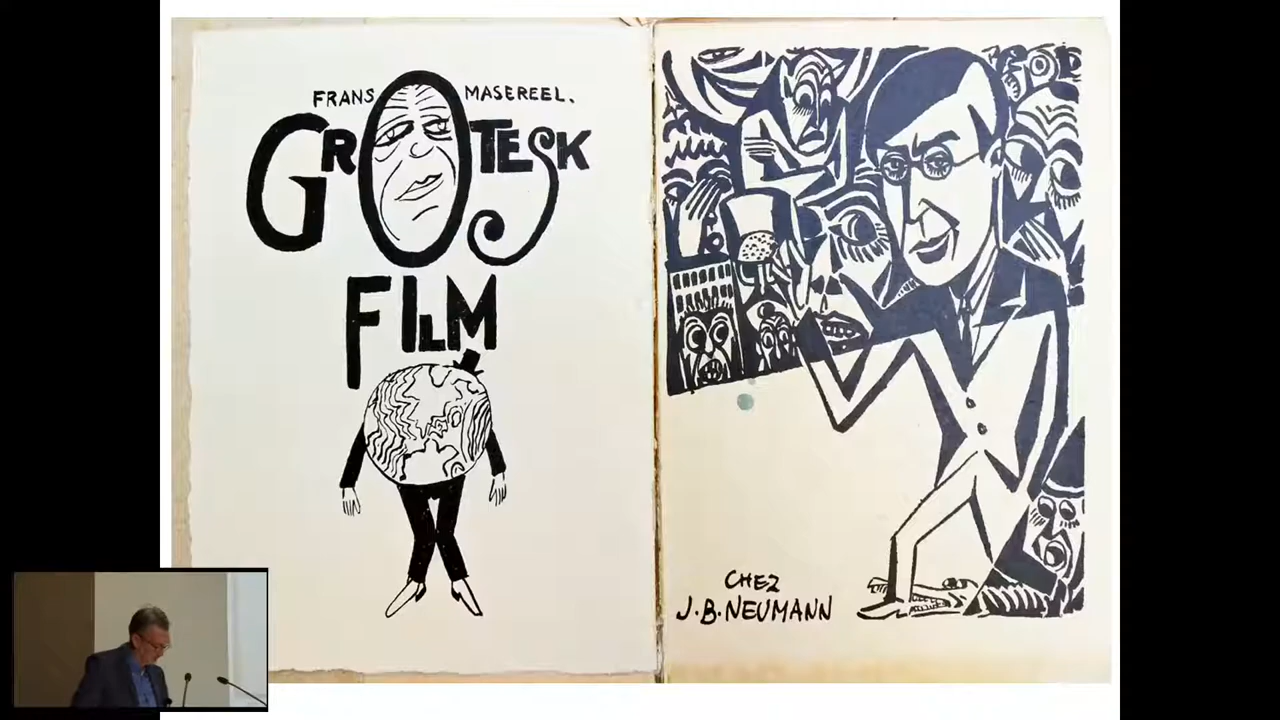 FRANS MASEREEL.
GROTESK
FILM
CHEZ
J.B. NEUMANN